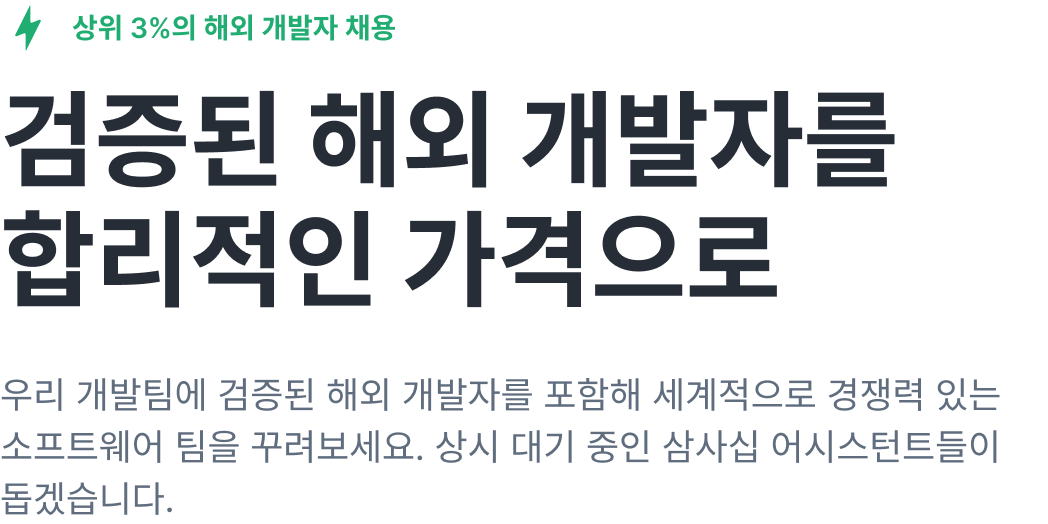 상위 3%의 해외 개발자 채용
검증된 해외 개발자를
합리적인 가격으로
우리 개발팀에 검증된 해외 개발자를 포함해 세계적으로 경쟁력 있는
소프트웨어 팀을 꾸려보세요. 상시 대기 중인 삼사십 어시스턴트들이
돕겠습니다.